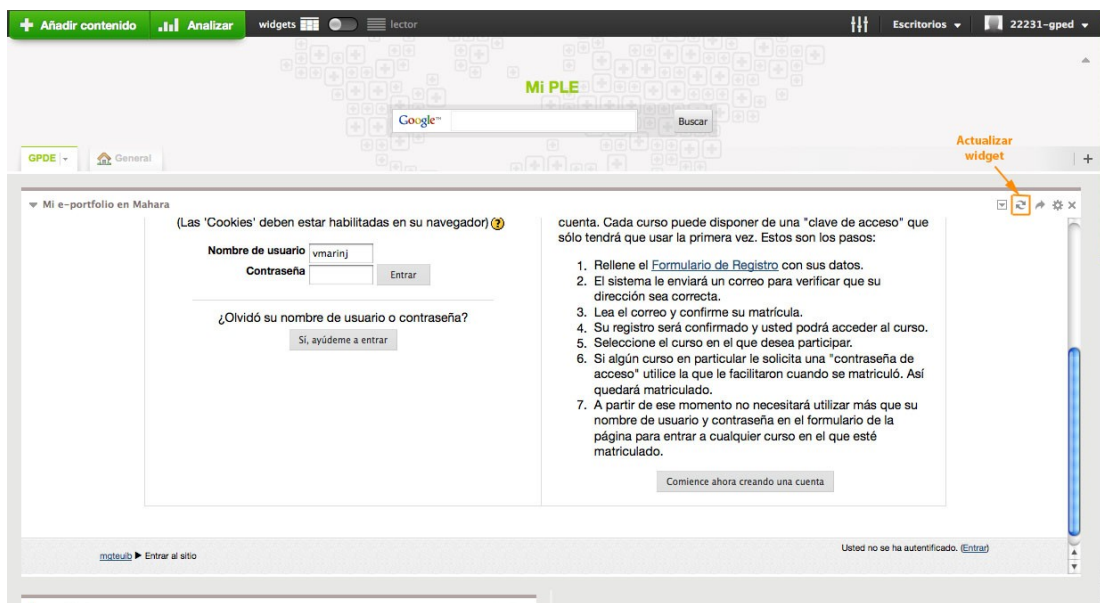 Añadir contenido
Analizar
widgets
lector
Escritorios
22231-gped
Mi PLE
Google™
Buscar
Actualizar
widget
GPDE
General
Mi e-portfolio en Mahara
(Las 'Cookies' deben estar habilitadas en su navegador)
Nombre de usuario vmarinj
Contraseña
Entrar
¿Olvidó su nombre de usuario o contraseña?
Sí, ayúdeme a entrar
cuenta. Cada curso puede disponer de una "clave de acceso" que
sólo tendrá que usar la primera vez. Estos son los pasos:
1. Rellene el Formulario de Registro con sus datos.
2. El sistema le enviará un correo para verificar que su
dirección sea correcta.
3. Lea el correo y confirme su matrícula.
4. Su registro será confirmado y usted podrá acceder al curso.
5. Seleccione el curso en el que desea participar.
6. Si algún curso en particular le solicita una "contraseña de
acceso" utilice la que le facilitaron cuando se matriculó. Así
quedará matriculado.
7. A partir de ese momento no necesitará utilizar más que su
nombre de usuario y contraseña en el formulario de la
página para entrar a cualquier curso en el que esté
matriculado.
Comience ahora creando una cuenta
mgteuib ► Entrar al sitio
Usted no se ha autentificado. (Entrar)